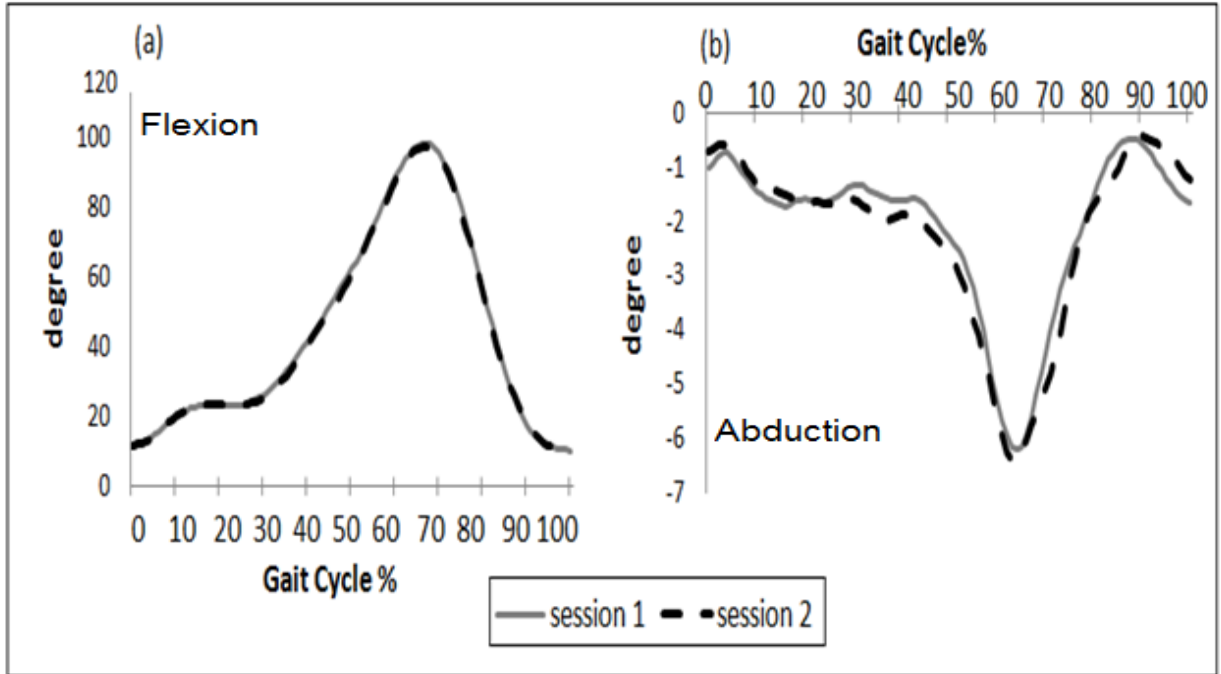 (a)
Flexion
120
100
80
60
40
20
0
degree
0 10 20 30 40 50 60 70 80 90 100
Gait Cycle %
(b)
Gait Cycle%
0 10 20 30 40 50 60 70 80 90 100
0
-1
-2
-3
-4
-5
-6
-7
degree
Abduction
session 1 session 2